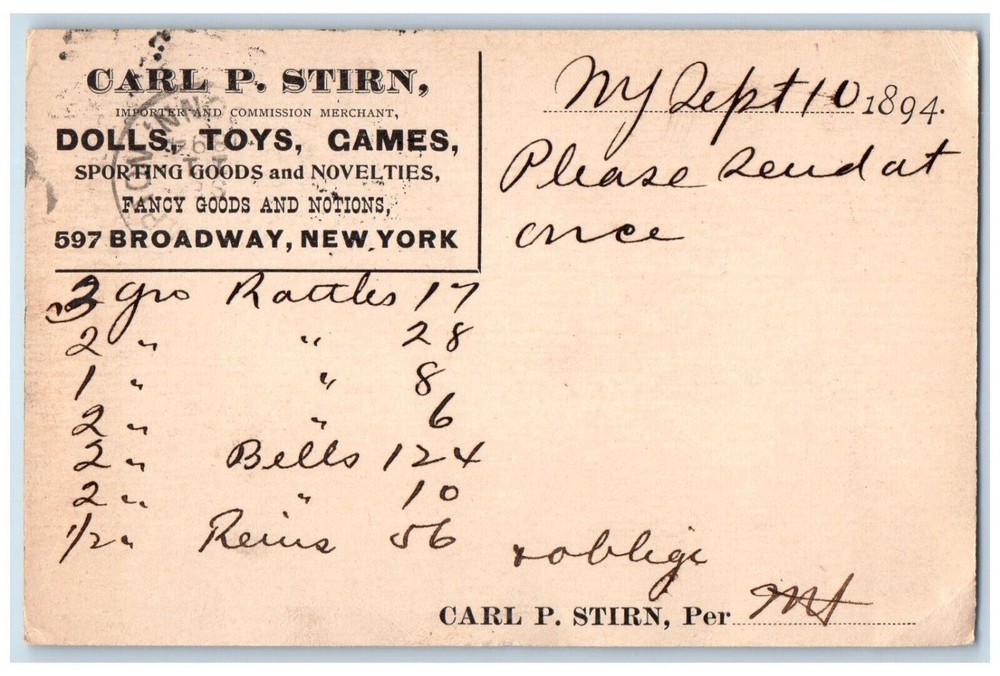 CARL P. STIRN,
IMPORTER AND COMMISSION MERCHANT,
DOLLS, TOYS, GAMES,
SPORTING GOODS and NOVELTIES,
FANCY GOODS AND NOTIONS,
597 BROADWAY, NEW YORK
NY Sept 10 1894.
Please send at
once
3 gro Rattles 17
2 " " 28
1 " " 8
2 " " 6
2 " Bells 124
2 " " 10
1/2 " Reins 56
+ oblige
CARL P. STIRN, Per